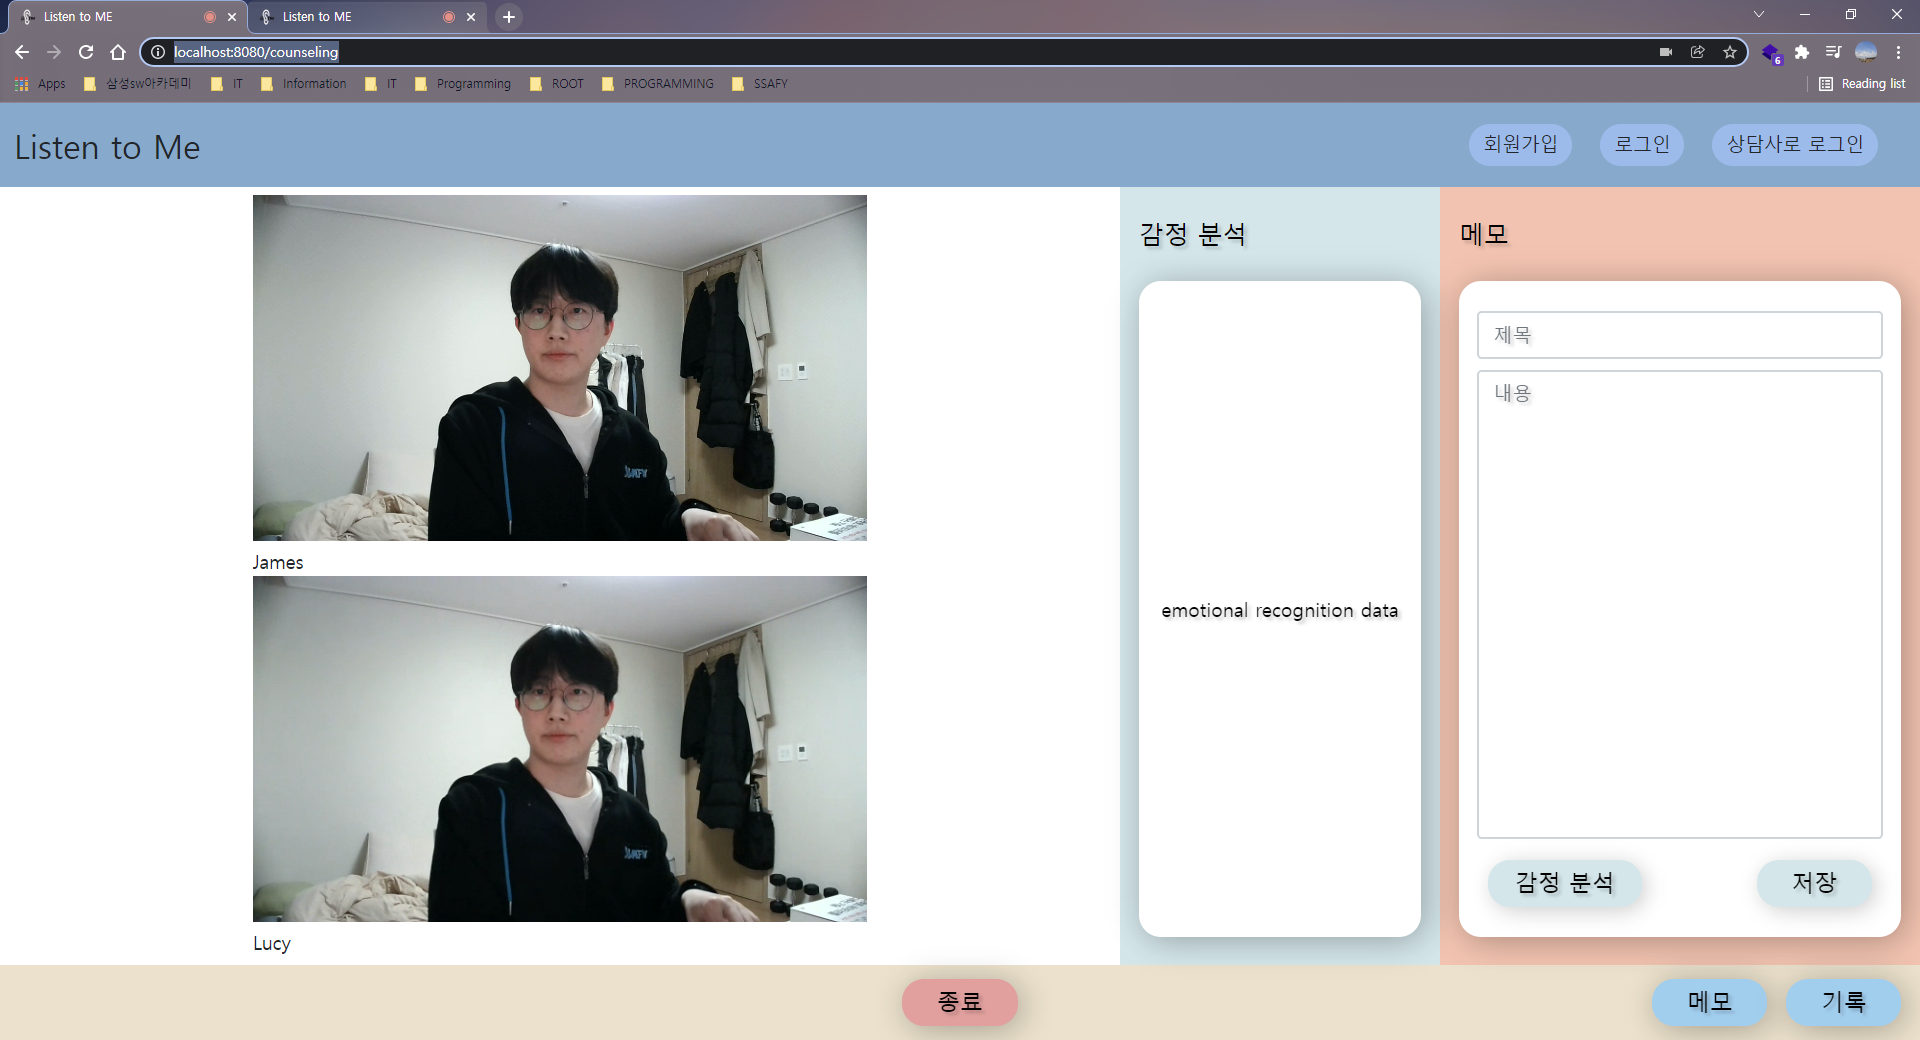 Listen to ME
Listen to ME
localhost:8080/counseling
6
Apps
삼성sw아카데미
IT
Information
IT
Programming
ROOT
PROGRAMMING
SSAFY
Reading list
Listen to Me
회원가입
로그인
상담사로 로그인
James
Lucy
감정 분석
emotional recognition data
메모
제목
내용
감정 분석
저장
종료
메모
기록